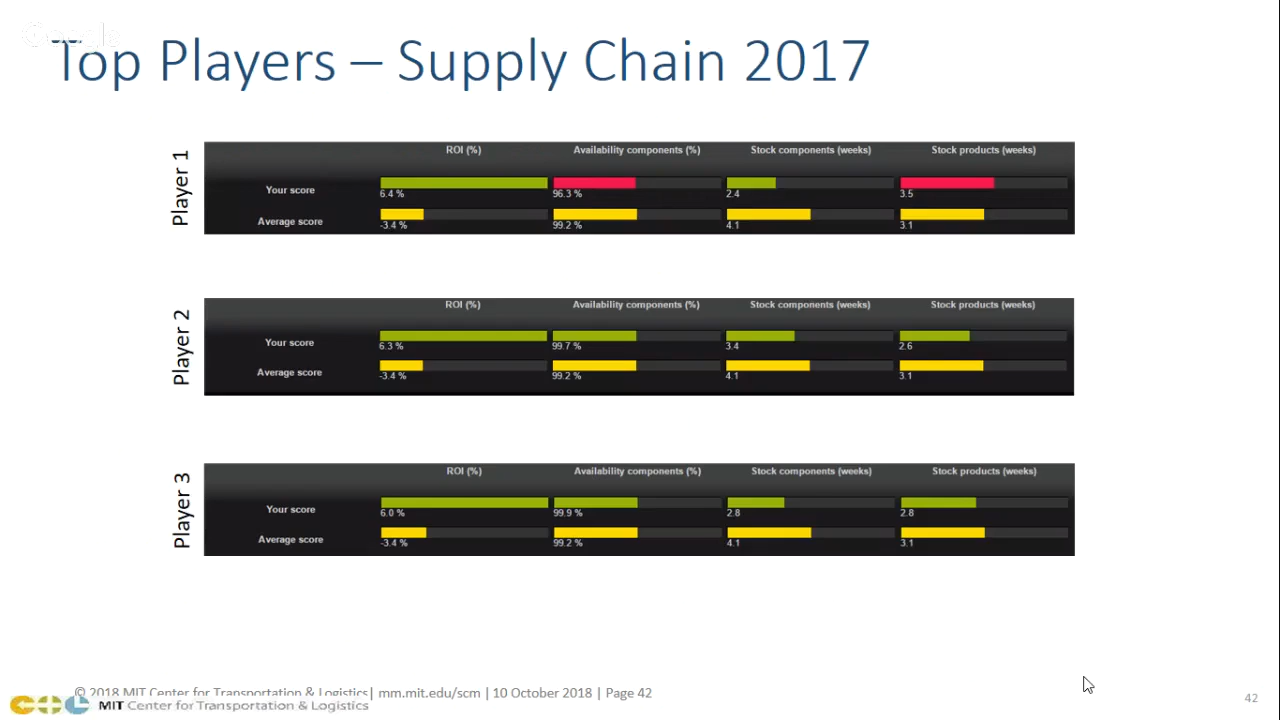 Google
Top Players – Supply Chain 2017
Player 1
ROI (%) Availability components (%) Stock components (weeks) Stock products (weeks)
Your score 6.4 % 96.3 % 2.4 3.5
Average score -3.4 % 99.2 % 4.1 3.1
Player 2
ROI (%) Availability components (%) Stock components (weeks) Stock products (weeks)
Your score 6.3 % 99.7 % 3.4 2.6
Average score -3.4 % 99.2 % 4.1 3.1
Player 3
ROI (%) Availability components (%) Stock components (weeks) Stock products (weeks)
Your score 6.0 % 99.9 % 2.8 2.8
Average score -3.4 % 99.2 % 4.1 3.1
© 2018 MIT Center for Transportation & Logistics| mm.mit.edu/scm | 10 October 2018 | Page 42
MIT Center for Transportation & Logistics
42